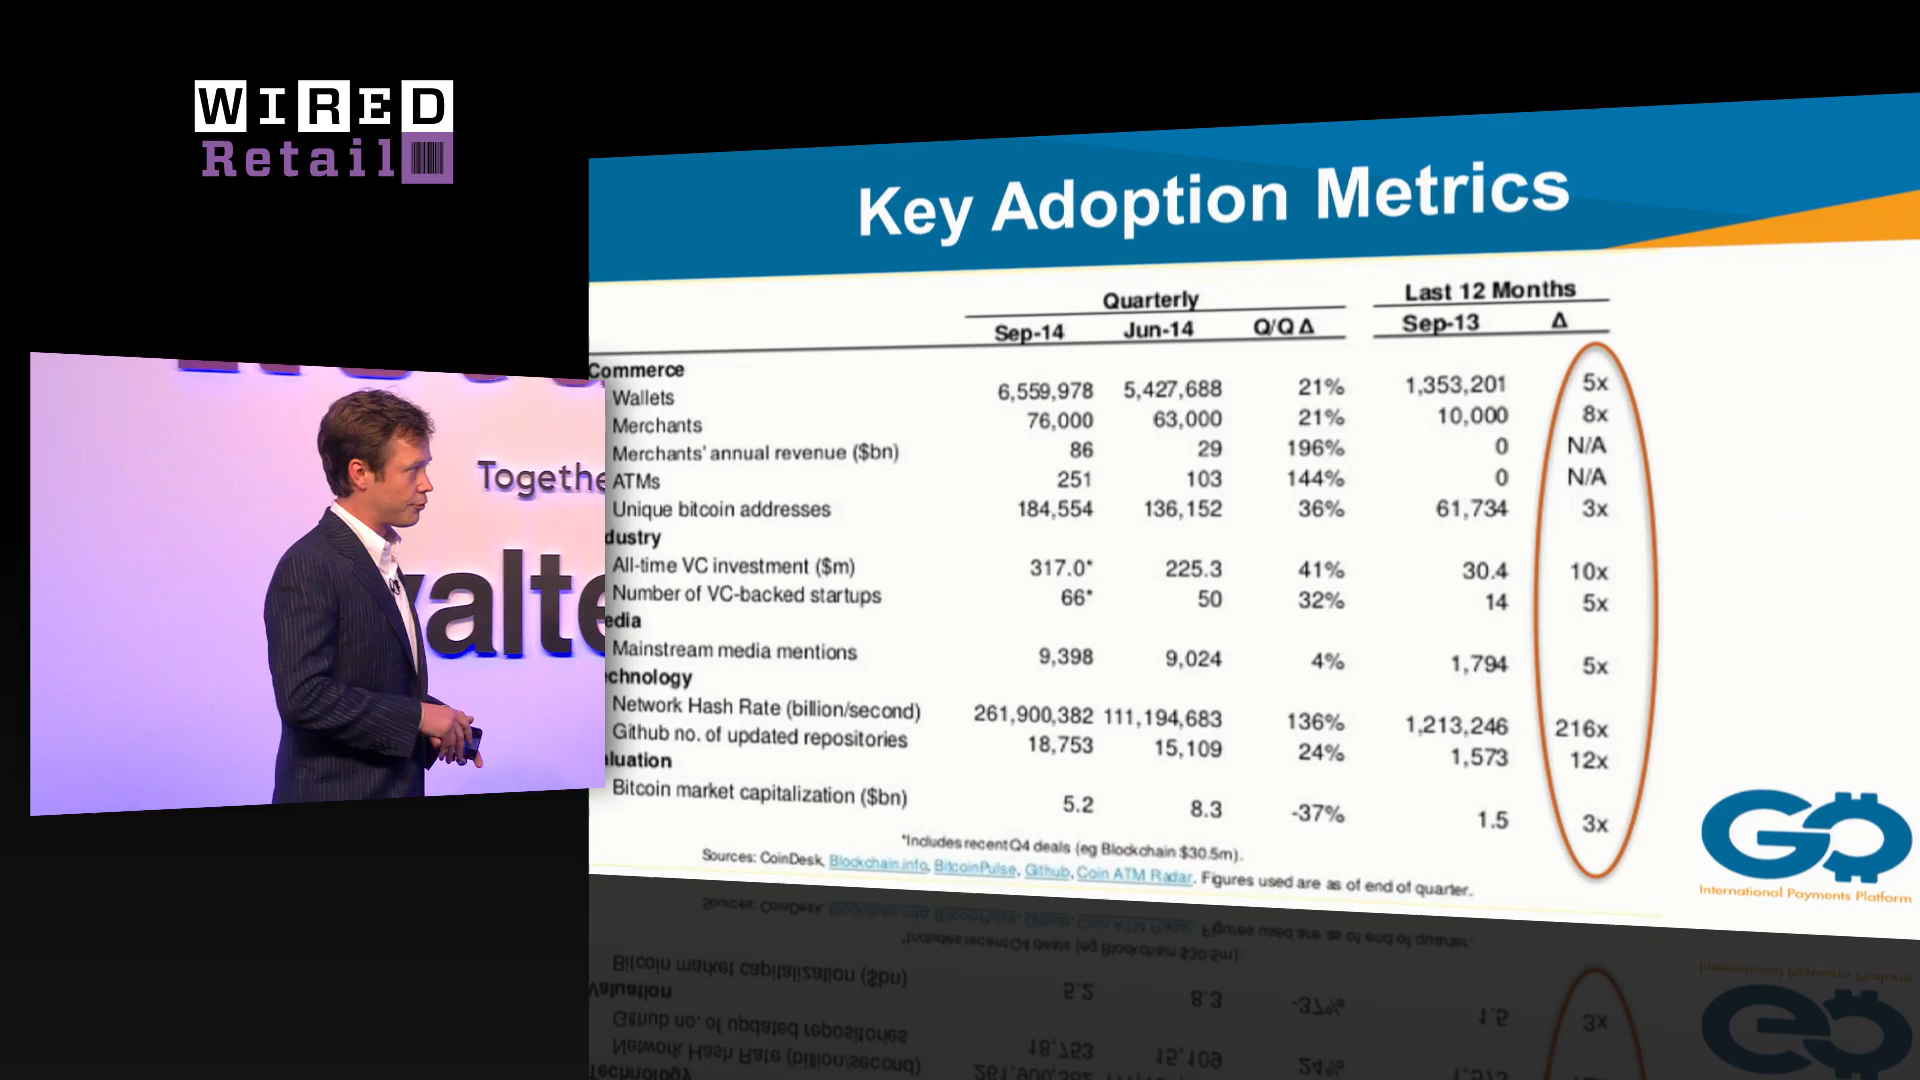 WIRED
Retail
Togethe
valte
Key Adoption Metrics
Quarterly Last 12 Months
Sep-14 Jun-14 Q/Q Δ Sep-13 Δ
Commerce
Wallets 6,559,978 5,427,688 21% 1,353,201 5x
Merchants 76,000 63,000 21% 10,000 8x
Merchants' annual revenue ($bn) 86 29 196% 0 N/A
ATMs 251 103 144% 0 N/A
Unique bitcoin addresses 184,554 136,152 36% 61,734 3x
dustry
All-time VC investment ($m) 317.0* 225.3 41% 30.4 10x
Number of VC-backed startups 66* 50 32% 14 5x
edia
Mainstream media mentions 9,398 9,024 4% 1,794 5x
echnology
Network Hash Rate (billion/second) 261,900,382 111,194,683 136% 1,213,246 216x
Github no. of updated repositories 18,753 15,109 24% 1,573 12x
aluation
Bitcoin market capitalization ($bn) 5.2 8.3 -37% 1.5 3x
*Includes recent Q4 deals (eg Blockchain $30.5m).
Sources: CoinDesk, Blockchain.info, BitcoinPulse, Github, Coin ATM Radar. Figures used are as of end of quarter.
GO
International Payments Platform